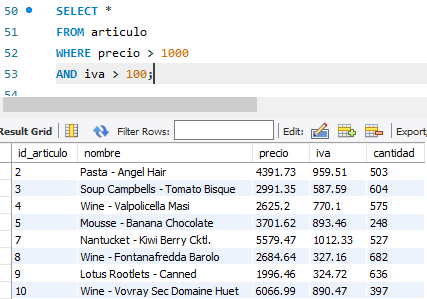 50 SELECT *
51 FROM articulo
52 WHERE precio > 1000
53 AND iva > 100;
54
Result Grid Filter Rows: Edit: Export/
id_articulo nombre precio iva cantidad
2 Pasta - Angel Hair 4391.73 959.51 503
3 Soup Campbells - Tomato Bisque 2991.35 587.59 604
4 Wine - Valpolicella Masi 2625.2 770.1 575
5 Mousse - Banana Chocolate 3701.62 893.46 248
7 Nantucket - Kiwi Berry Cktl. 5579.47 1012.33 527
8 Wine - Fontanafredda Barolo 2684.64 327.16 682
9 Lotus Rootlets - Canned 1996.46 324.72 636
10 Wine - Vovray Sec Domaine Huet 6066.99 890.47 397